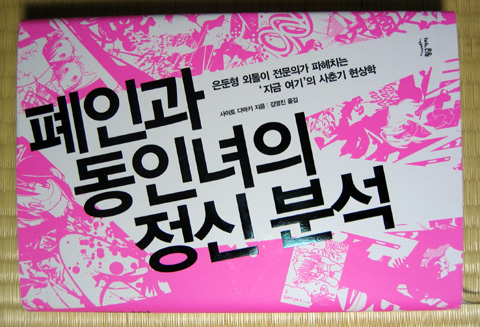 은둔형 외톨이 전문의가 파헤치는
‘지금 여기’의 사춘기 현상학
사이토 다마키 지음 | 김영진 옮김
폐인과
동인녀의
정신 분석